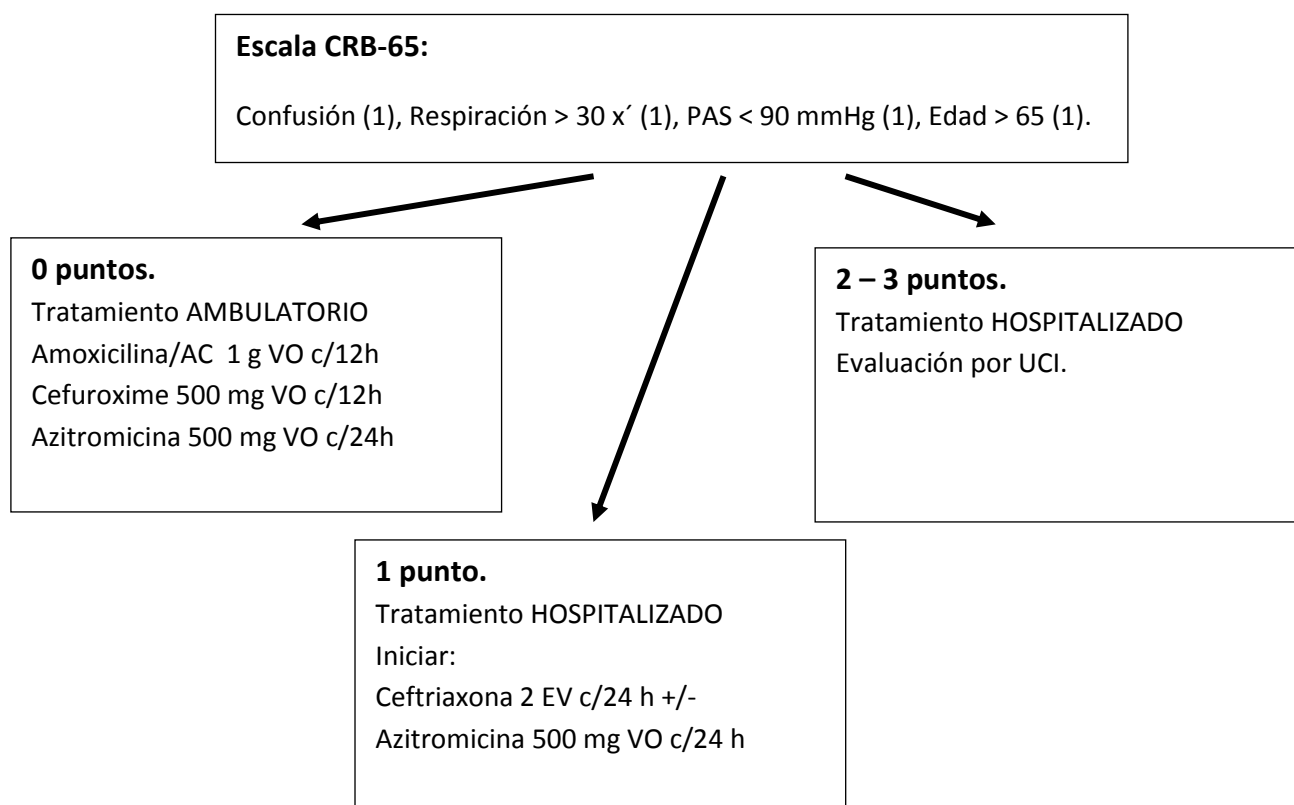 Escala CRB-65:
Confusión (1), Respiración > 30 x´ (1), PAS < 90 mmHg (1), Edad > 65 (1).
0 puntos.
Tratamiento AMBULATORIO
Amoxicilina/AC 1 g VO c/12h
Cefuroxime 500 mg VO c/12h
Azitromicina 500 mg VO c/24h
2 – 3 puntos.
Tratamiento HOSPITALIZADO
Evaluación por UCI.
1 punto.
Tratamiento HOSPITALIZADO
Iniciar:
Ceftriaxona 2 EV c/24 h +/-
Azitromicina 500 mg VO c/24 h